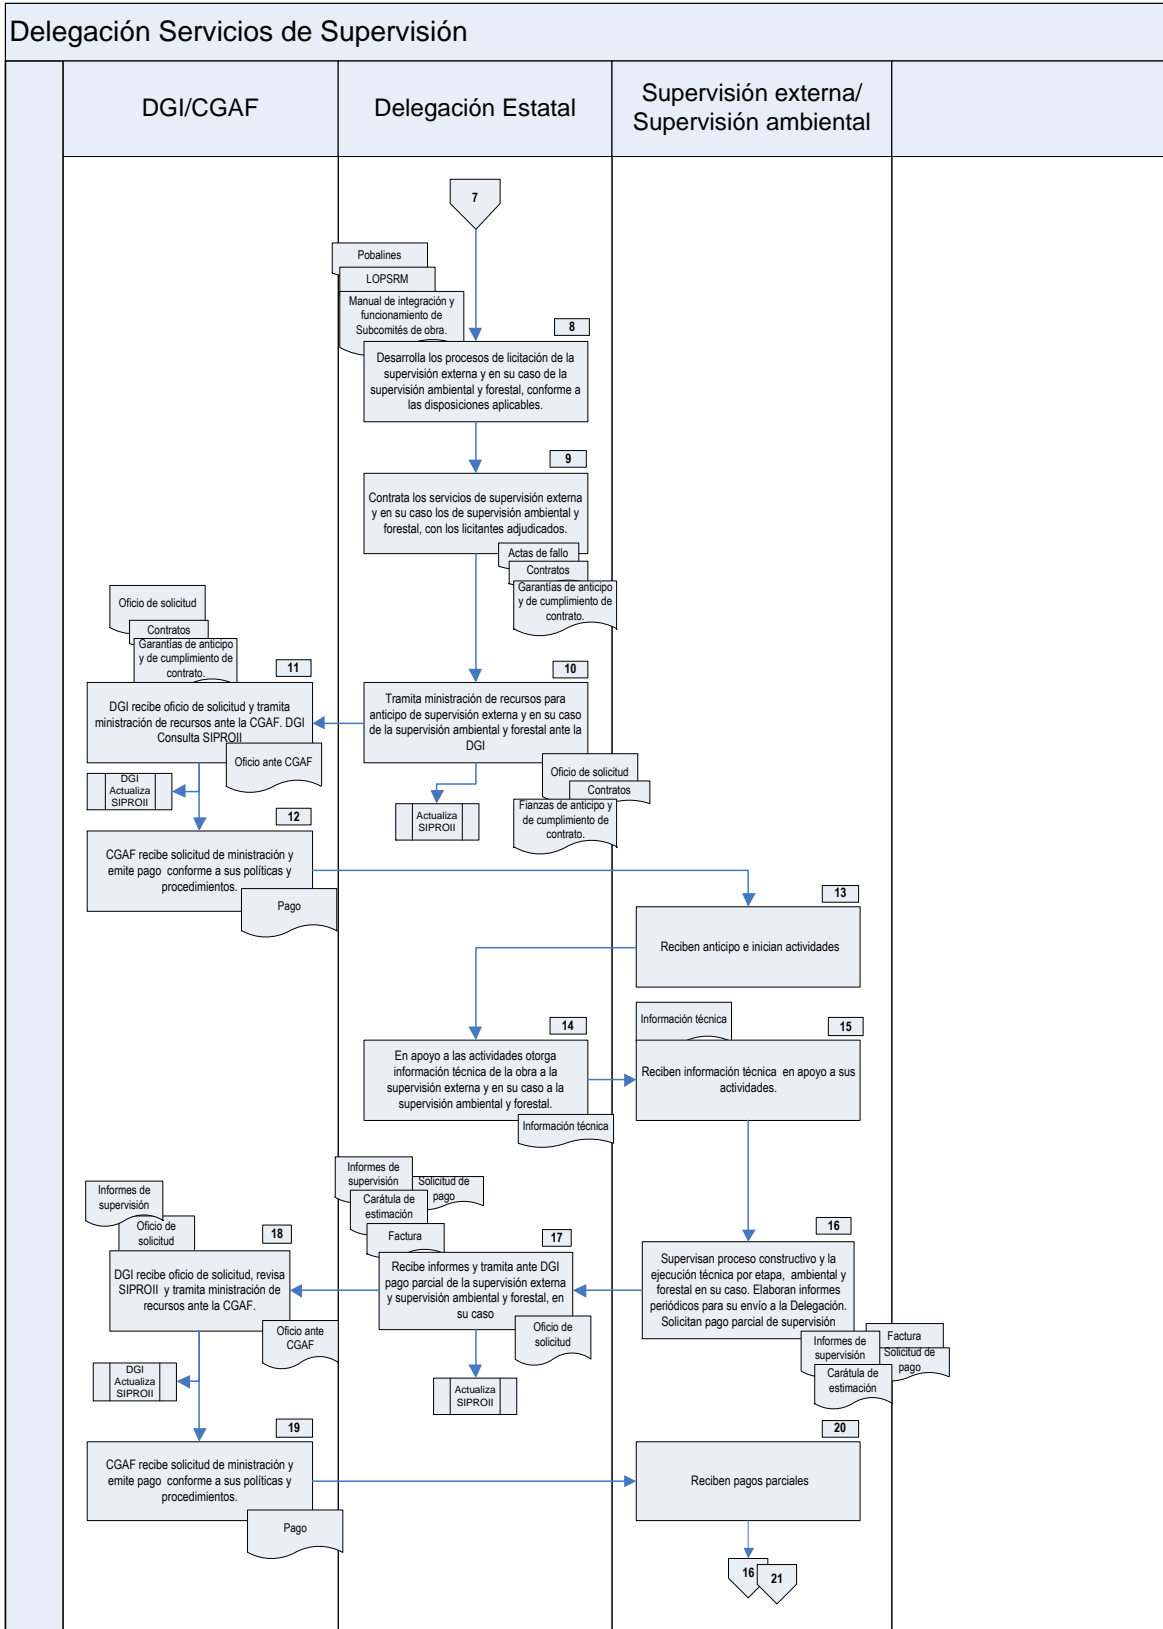 Delegación Servicios de Supervisión
DGI/CGAF
Delegación Estatal
Supervisión externa/
Supervisión ambiental
7
Pobalines
LOPSRM
Manual de integración y
funcionamiento de
Subcomités de obra.
8
Desarrolla los procesos de licitación de la
supervisión externa y en su caso de la
supervisión ambiental y forestal, conforme a
las disposiciones aplicables.
9
Contrata los servicios de supervisión externa
y en su caso los de supervisión ambiental y
forestal, con los licitantes adjudicados.
Actas de fallo
Contratos
Garantías de anticipo
y de cumplimiento de
contrato.
Oficio de solicitud
Contratos
Garantías de anticipo
y de cumplimiento de
contrato.
11
DGI recibe oficio de solicitud y tramita
ministración de recursos ante la CGAF. DGI
Consulta SIPROII
Oficio ante CGAF
DGI
Actualiza
SIPROII
10
Tramita ministración de recursos para
anticipo de supervisión externa y en su caso
de la supervisión ambiental y forestal ante la
DGI
Oficio de solicitud
Contratos
Fianzas de anticipo y
de cumplimiento de
contrato.
Actualiza
SIPROII
12
CGAF recibe solicitud de ministración y
emite pago conforme a sus políticas y
procedimientos.
Pago
13
Reciben anticipo e inician actividades
14
En apoyo a las actividades otorga
información técnica de la obra a la
supervisión externa y en su caso a la
supervisión ambiental y forestal.
Información técnica
Información técnica
15
Reciben información técnica en apoyo a sus
actividades.
Informes de
supervisión
Oficio de
solicitud
18
DGI recibe oficio de solicitud, revisa
SIPROII y tramita ministración de
recursos ante la CGAF.
Oficio ante
CGAF
DGI
Actualiza
SIPROII
Informes de
supervisión
Solicitud de
pago
Carátula de
estimación
Factura
17
Recibe informes y tramita ante DGI
pago parcial de la supervisión externa
y supervisión ambiental y forestal, en
su caso
Oficio de
solicitud
Actualiza
SIPROII
16
Supervisan proceso constructivo y la
ejecución técnica por etapa, ambiental y
forestal en su caso. Elaboran informes
periódicos para su envío a la Delegación.
Solicitan pago parcial de supervisión
Informes de
supervisión
Factura
Solicitud de
pago
Carátula de
estimación
19
CGAF recibe solicitud de ministración y
emite pago conforme a sus políticas y
procedimientos.
Pago
20
Reciben pagos parciales
16
21